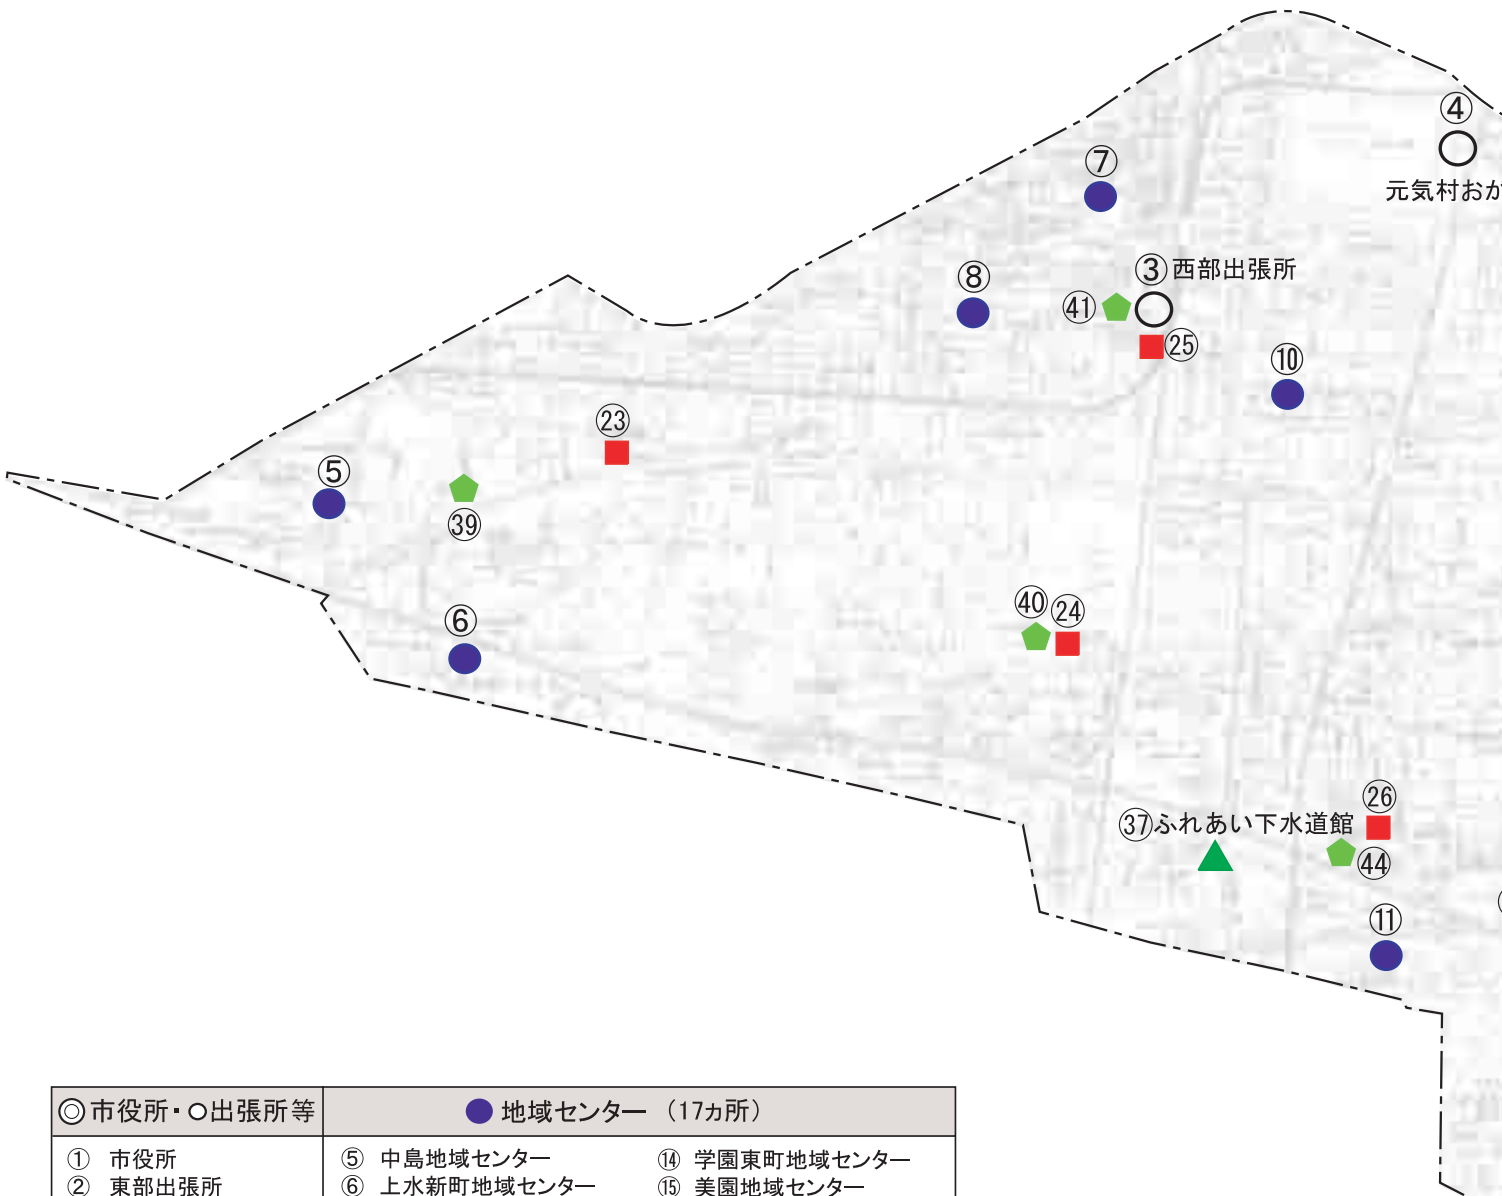 ④
元気村おか
⑦
③西部出張所
⑧
㊶
㉕
⑩
㉓
⑤
㊴
⑥
㊵
㉔
㉖
㊲ふれあい下水道館
㊹
⑪
◎市役所・○出張所等
●地域センター（17ヵ所）
① 市役所
⑤ 中島地域センター
⑭ 学園東町地域センター
② 東部出張所
⑥ 上水新町地域センター
⑮ 美園地域センター